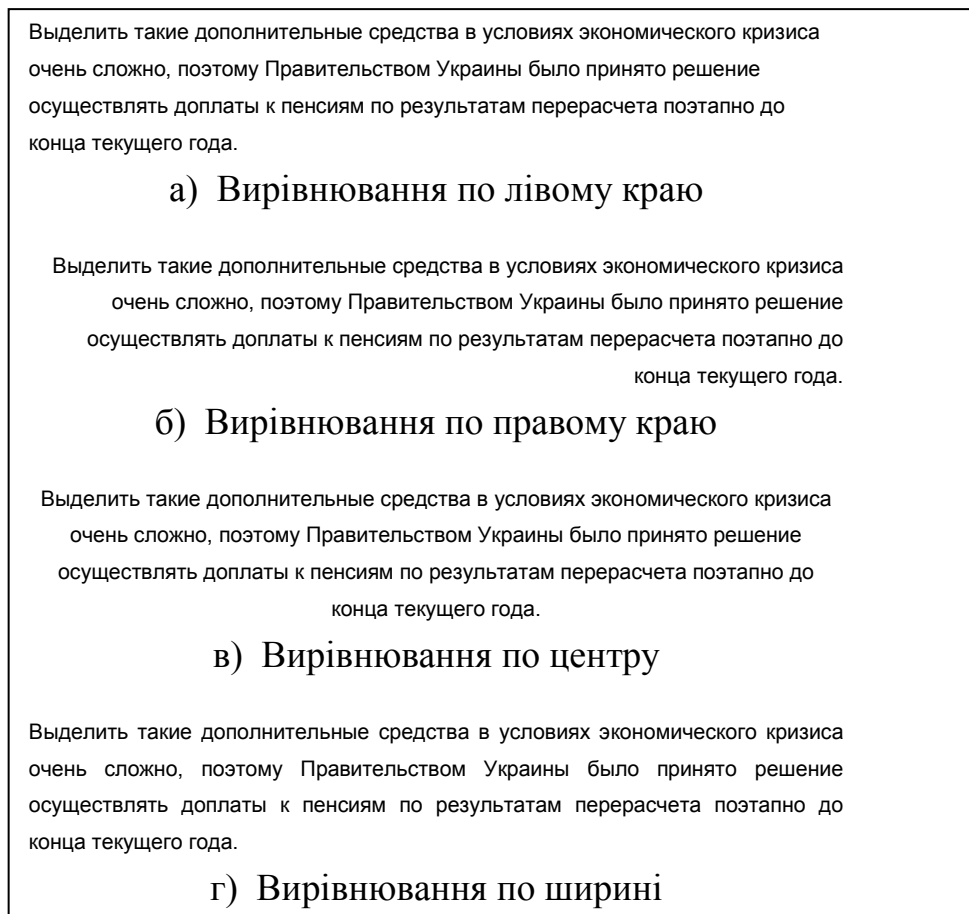 Выделить такие дополнительные средства в условиях экономического кризиса
очень сложно, поэтому Правительством Украины было принято решение
осуществлять доплаты к пенсиям по результатам перерасчета поэтапно до
конца текущего года.
а) Вирівнювання по лівому краю
Выделить такие дополнительные средства в условиях экономического кризиса
очень сложно, поэтому Правительством Украины было принято решение
осуществлять доплаты к пенсиям по результатам перерасчета поэтапно до
конца текущего года.
б) Вирівнювання по правому краю
Выделить такие дополнительные средства в условиях экономического кризиса
очень сложно, поэтому Правительством Украины было принято решение
осуществлять доплаты к пенсиям по результатам перерасчета поэтапно до
конца текущего года.
в) Вирівнювання по центру
Выделить такие дополнительные средства в условиях экономического кризиса
очень сложно, поэтому Правительством Украины было принято решение
осуществлять доплаты к пенсиям по результатам перерасчета поэтапно до
конца текущего года.
г) Вирівнювання по ширині